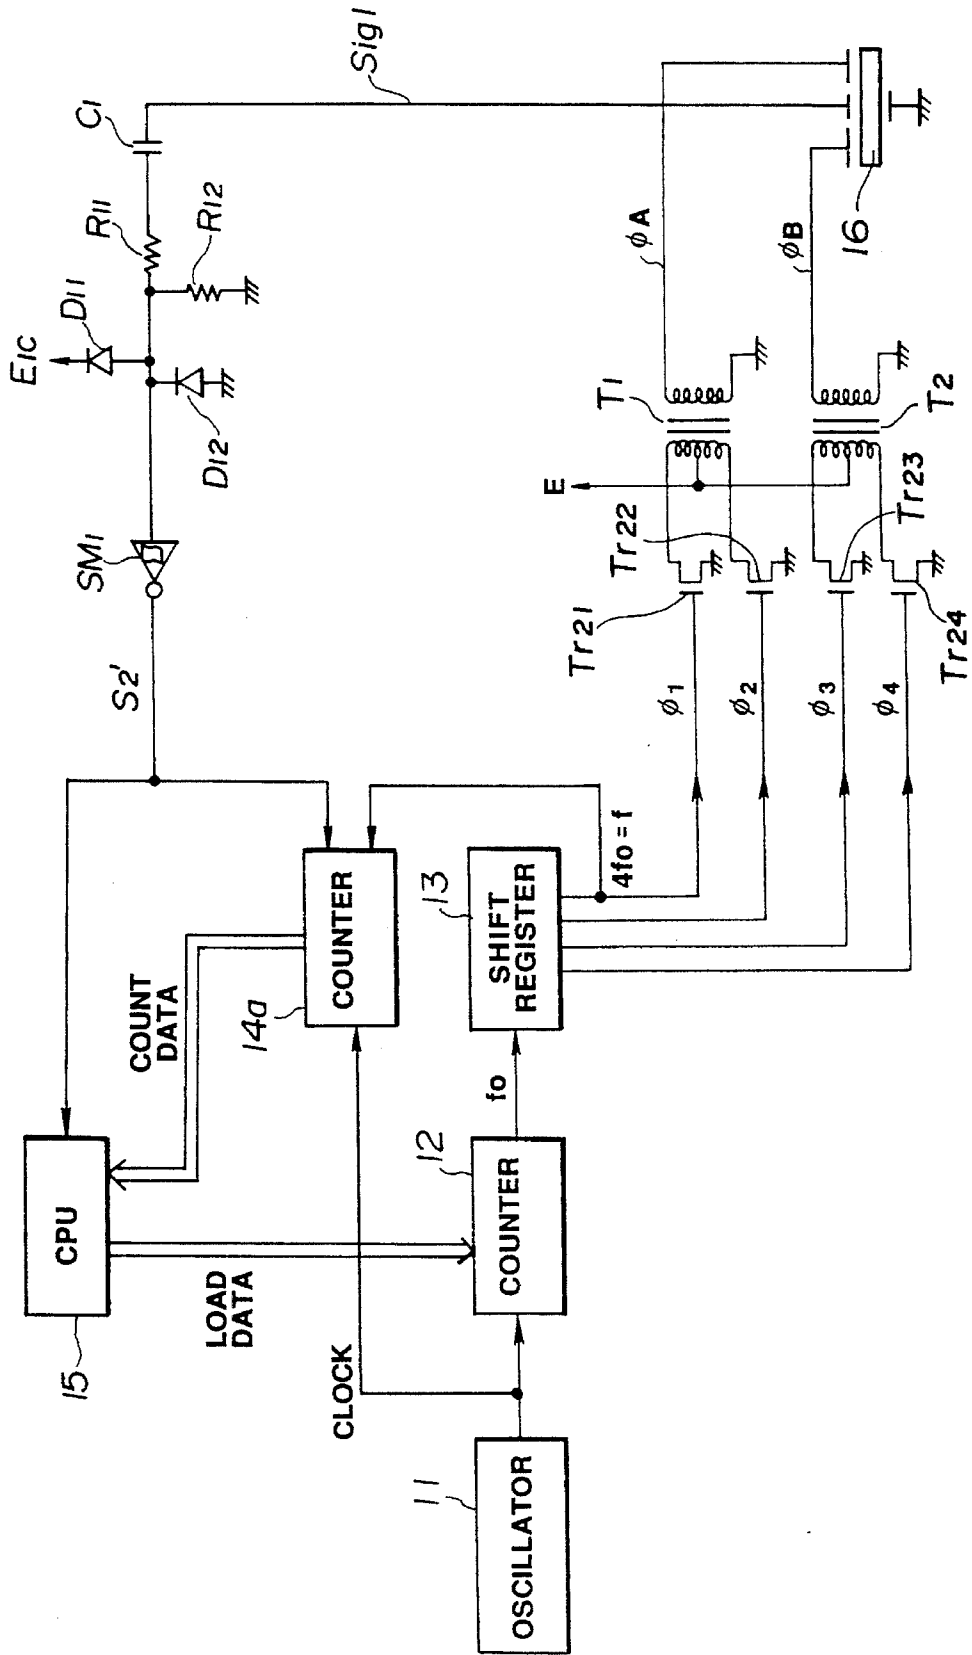 15
CPU
LOAD
DATA
COUNT
DATA
S2'
SM1
D12
E1C
D11
R11
R12
C1
Sig1
CLOCK
14a
COUNTER
11
OSCILLATOR
12
COUNTER
fo
13
SHIFT
REGISTER
4fo=f
φ1
φ2
φ3
φ4
Tr21
Tr22
Tr23
Tr24
E
T1
T2
φA
φB
16